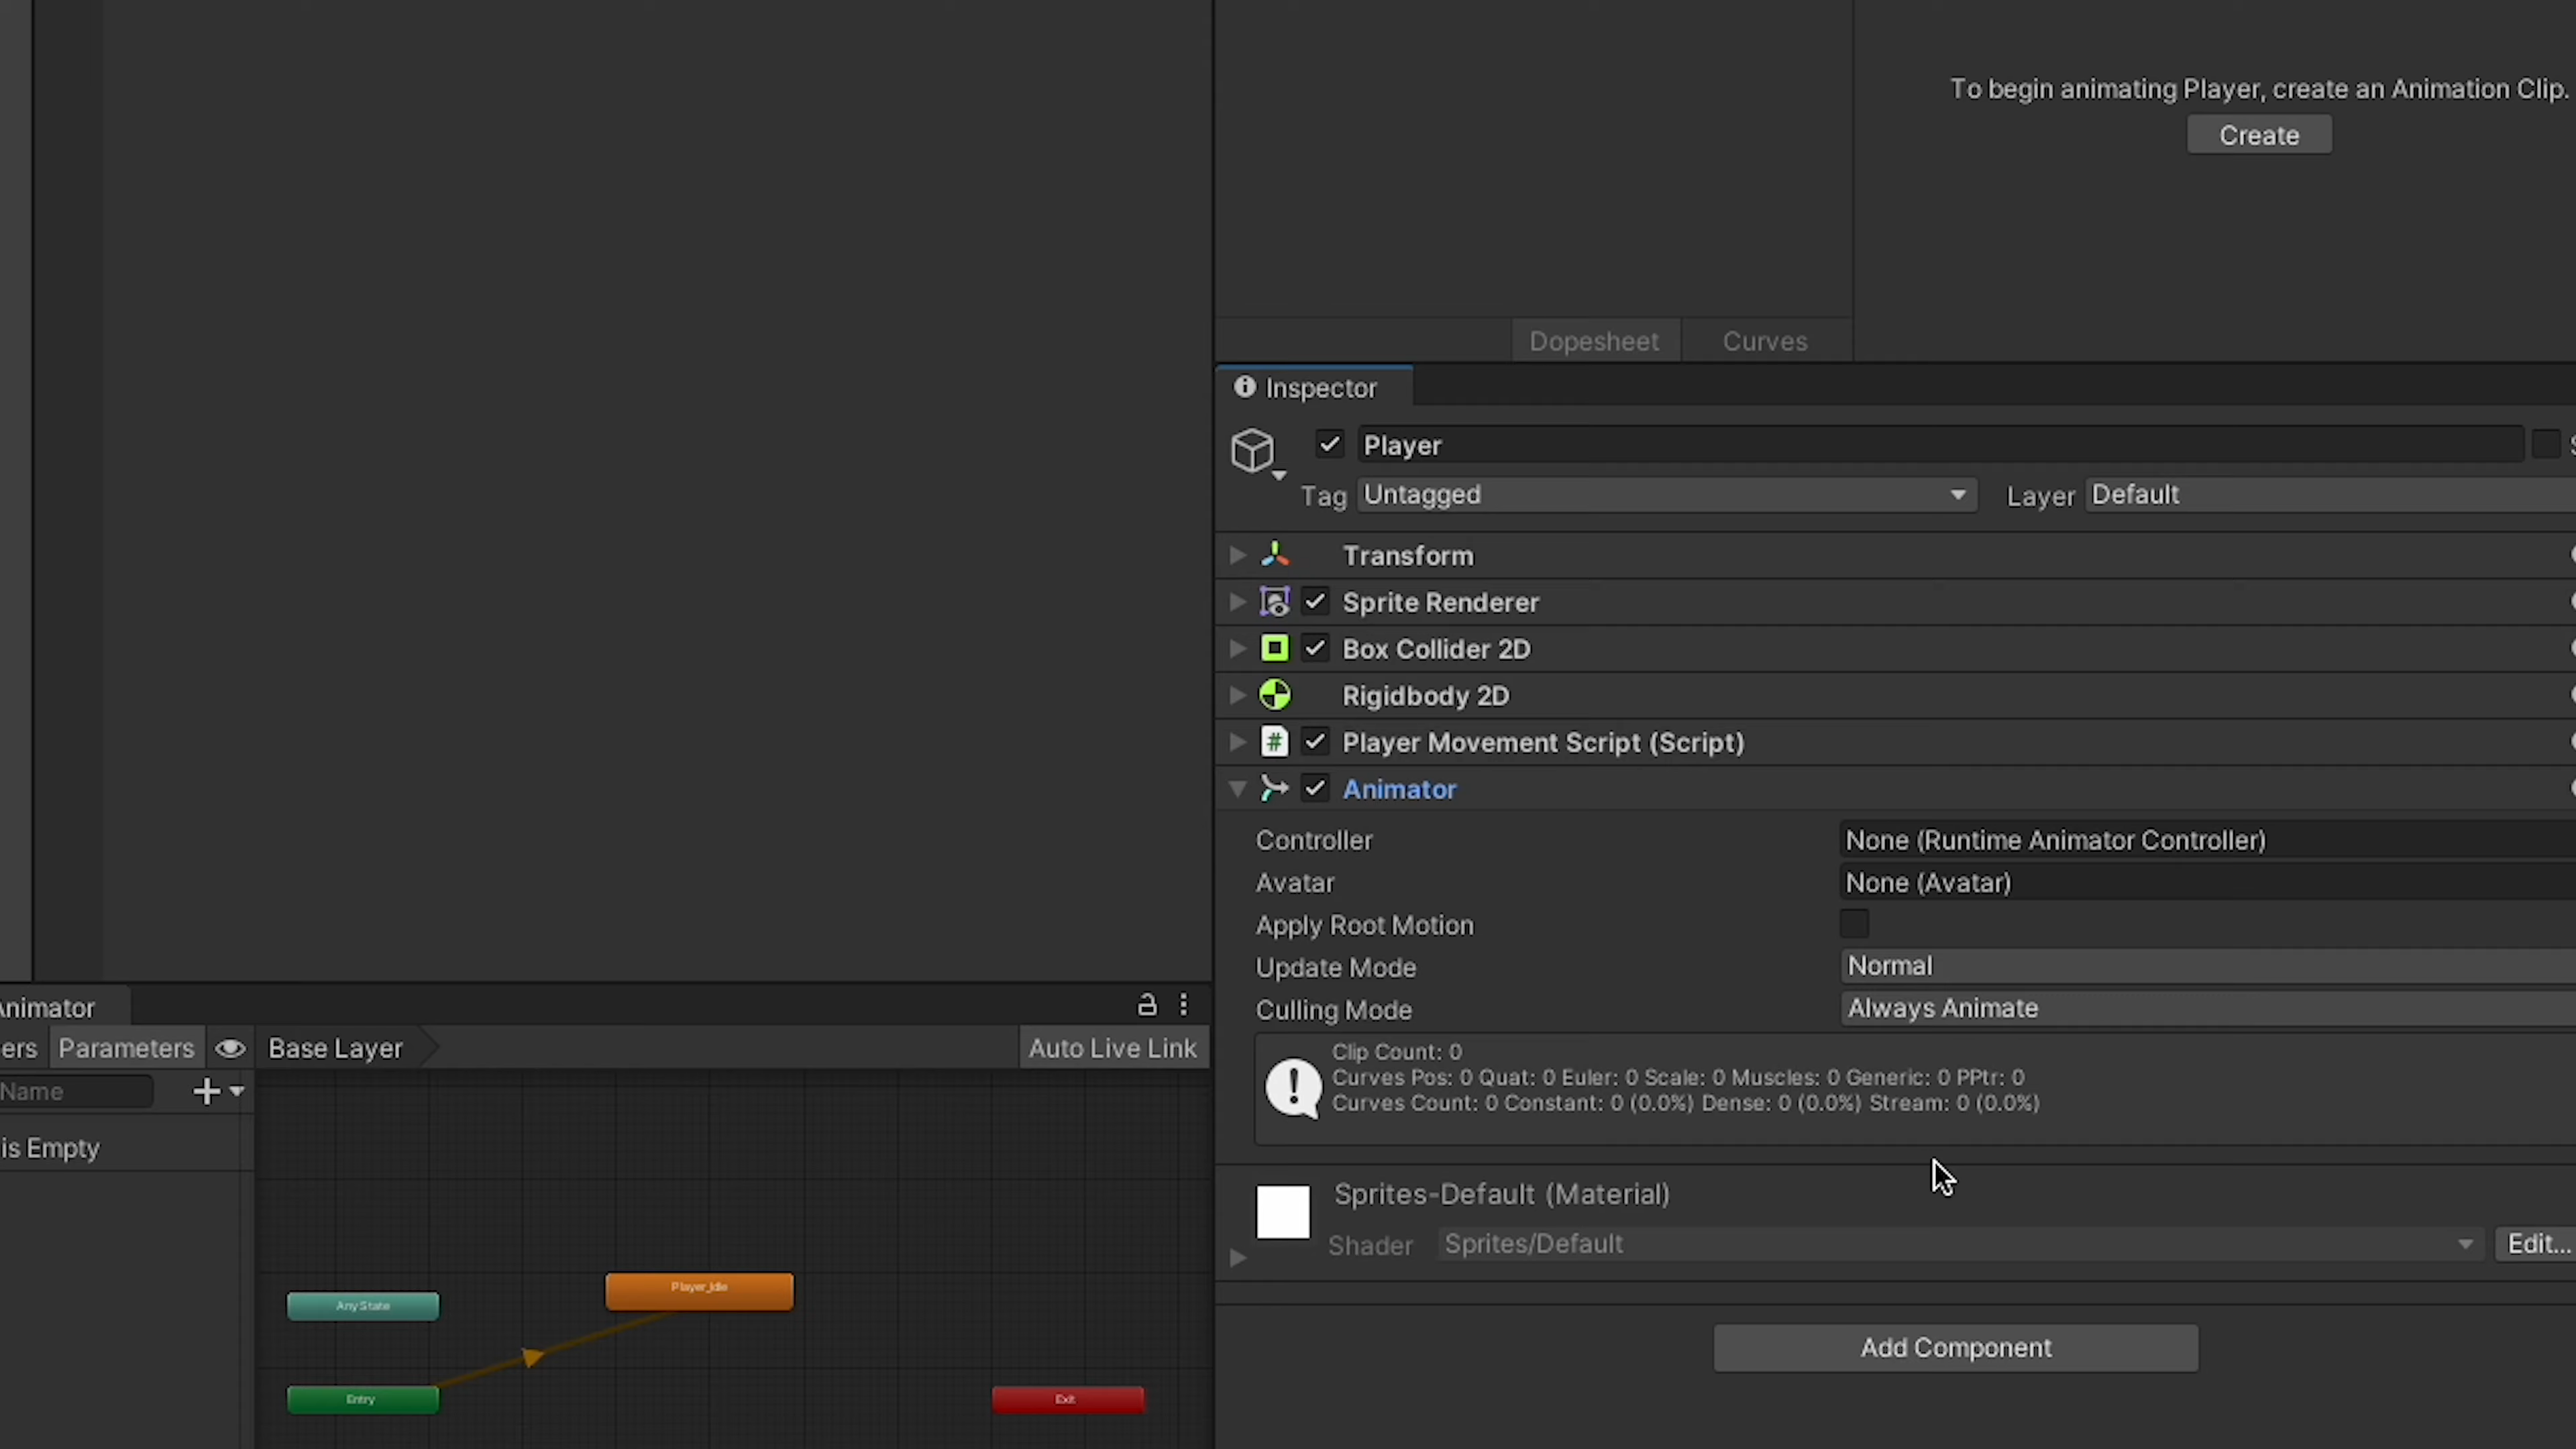 To begin animating Player, create an Animation Clip.
Create
Dopesheet
Curves
Inspector
Player
Tag Untagged
Layer Default
Transform
Sprite Renderer
Box Collider 2D
Rigidbody 2D
# Player Movement Script (Script)
Animator
Controller None (Runtime Animator Controller)
Avatar None (Avatar)
Apply Root Motion
Update Mode Normal
Culling Mode Always Animate
Clip Count: 0
Curves Pos: 0 Quat: 0 Euler: 0 Scale: 0 Muscles: 0 Generic: 0 PPtr: 0
Curves Count: 0 Constant: 0 (0.0%) Dense: 0 (0.0%) Stream: 0 (0.0%)
Sprites-Default (Material)
Shader Sprites/Default
Edit...
Add Component
Animator
ers Parameters
Base Layer
Auto Live Link
Name
is Empty
Any State
Player_Idle
Entry
Exit